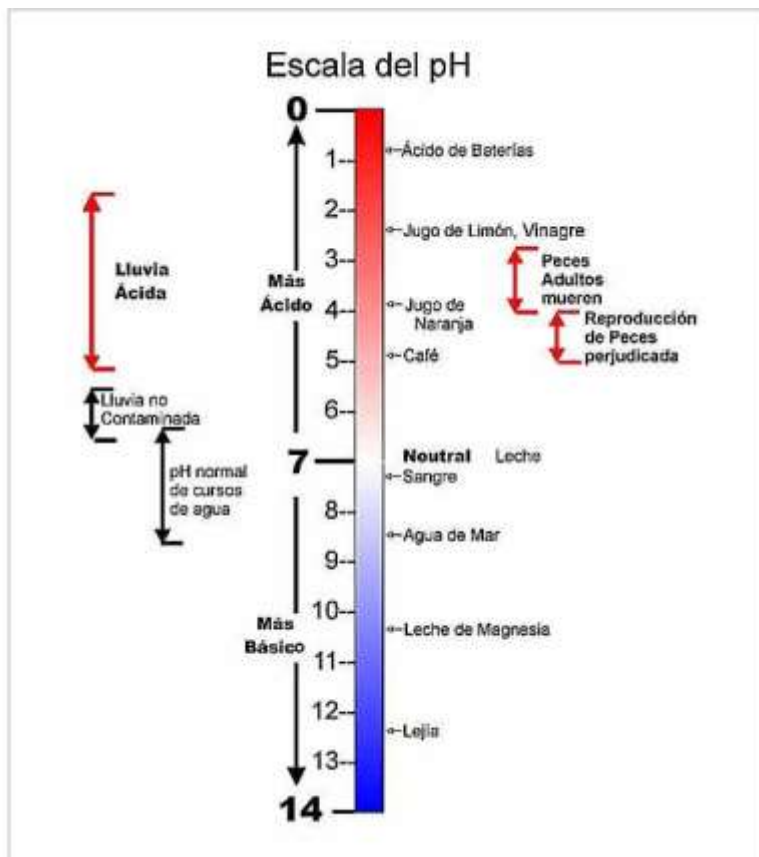 Escala del pH
0
1
2
3
4
5
6
7
8
9
10
11
12
13
14
Más
Ácido
Más
Básico
Lluvia
Ácida
Lluvia no
Contaminada
pH normal
de cursos
de agua
Ácido de Baterías
Jugo de Limón, Vinagre
Jugo de
Naranja
Café
Neutral Leche
Sangre
Agua de Mar
Leche de Magnesia
Lejía
Peces
Adultos
mueren
Reproducción
de Peces
perjudicada